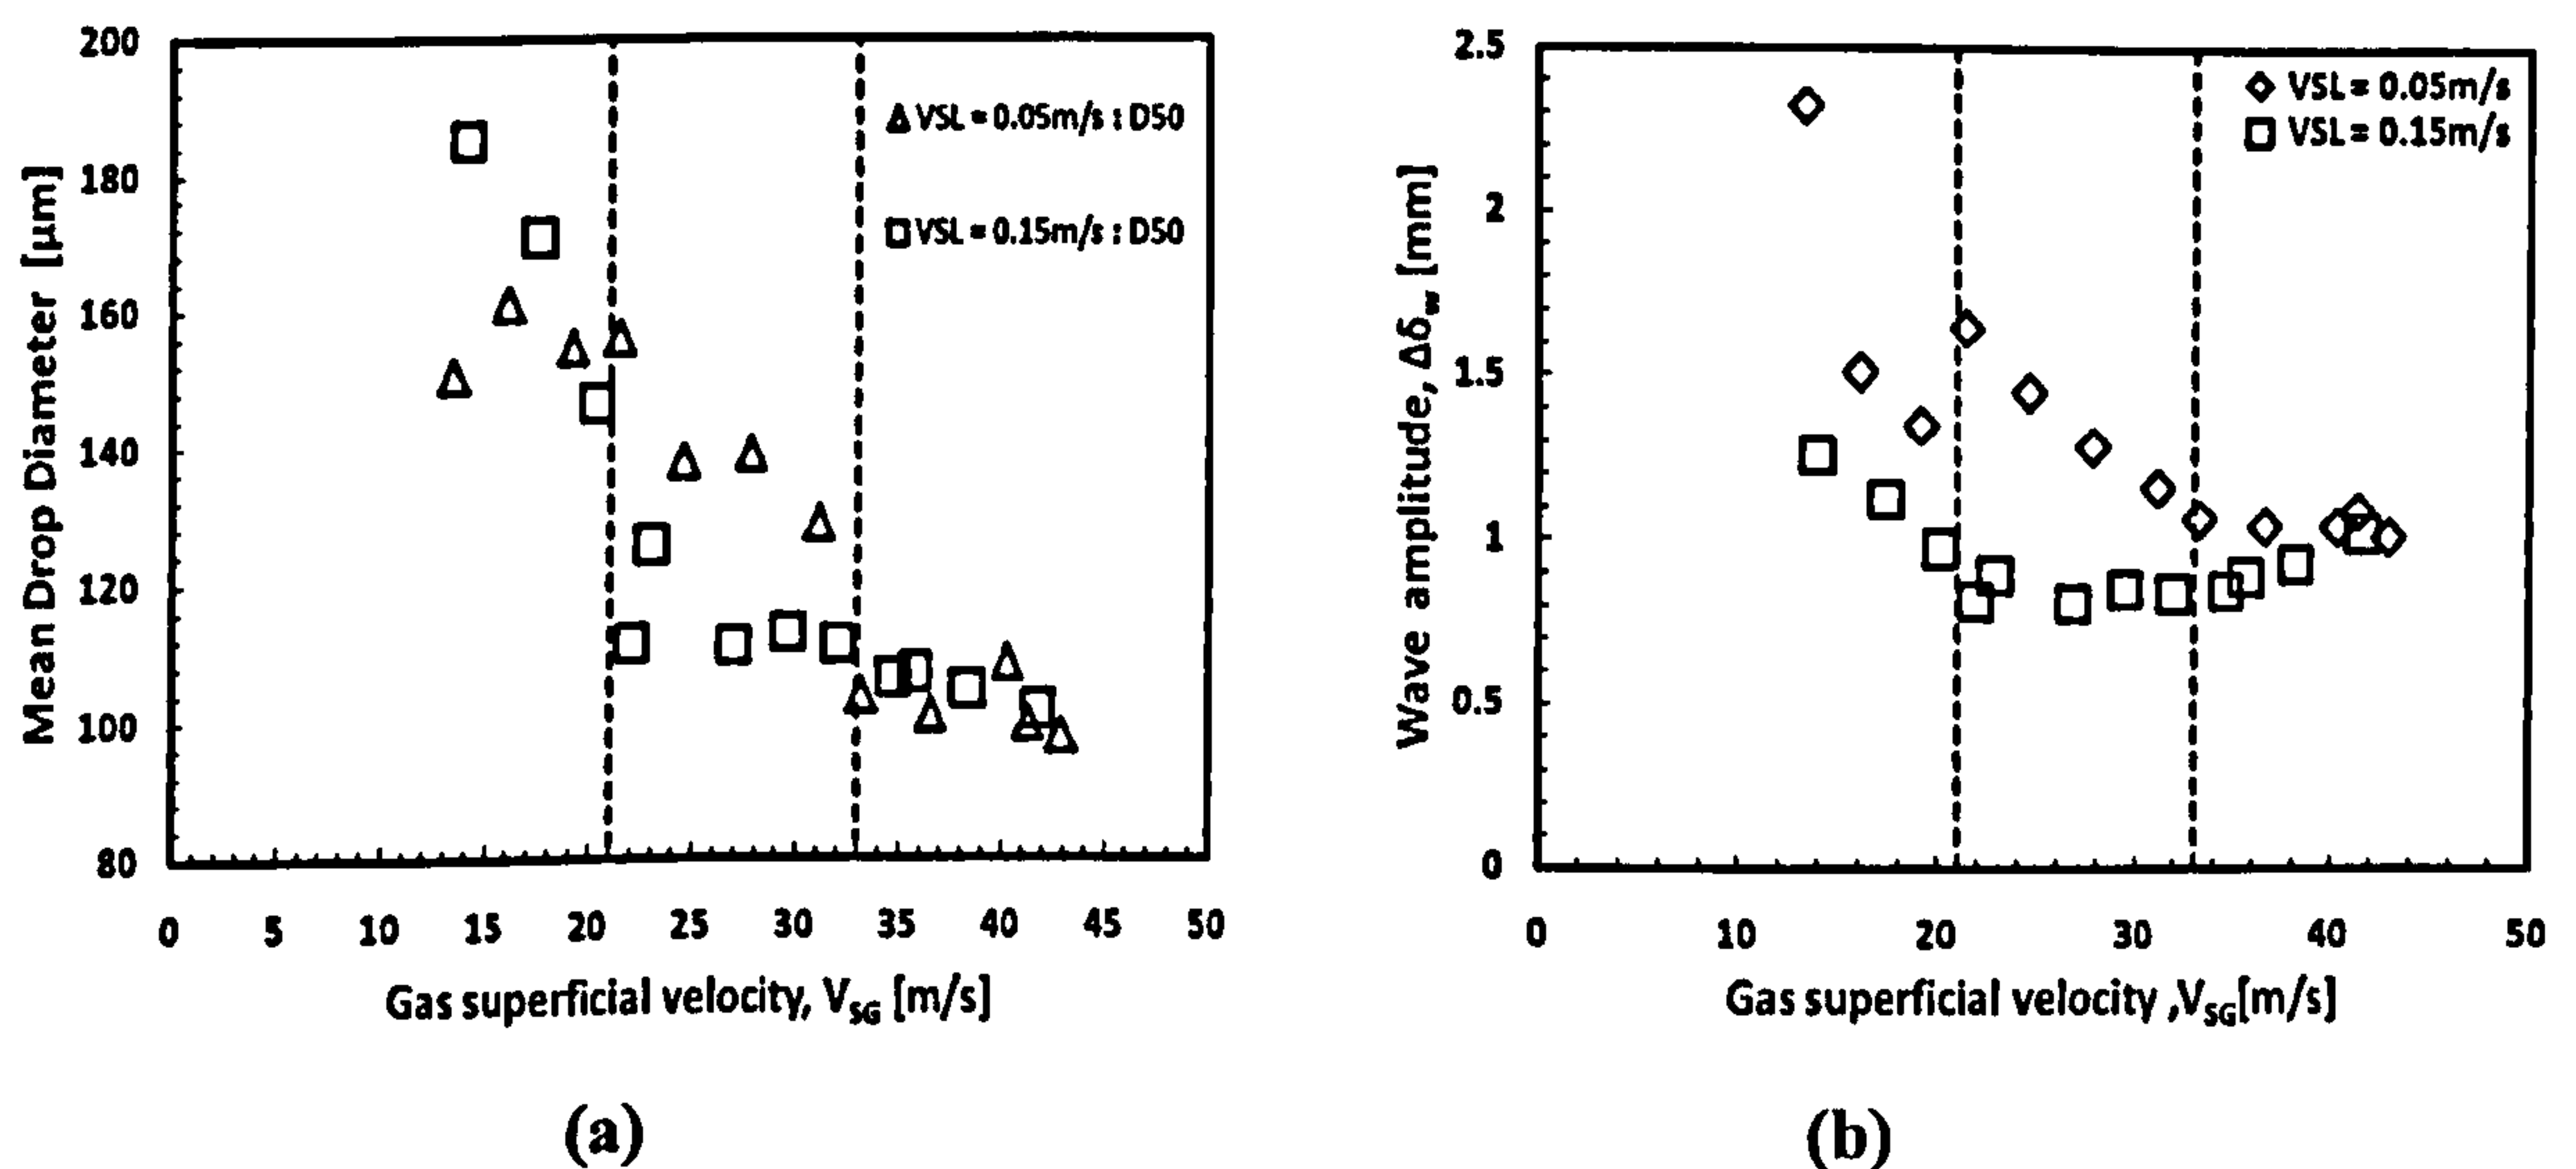 200
180
160
140
120
100
80
Mean Drop Diameter [µm]
VSL = 0.05m/s : D50
VSL = 0.15m/s : D50
0 5 10 15 20 25 30 35 40 45 50
Gas superficial velocity, V_SG [m/s]
(a)
2.5
2
1.5
1
0.5
0
Wave amplitude, Δδ_w [mm]
VSL = 0.05m/s
VSL = 0.15m/s
0 10 20 30 40 50
Gas superficial velocity ,V_SG[m/s]
(b)